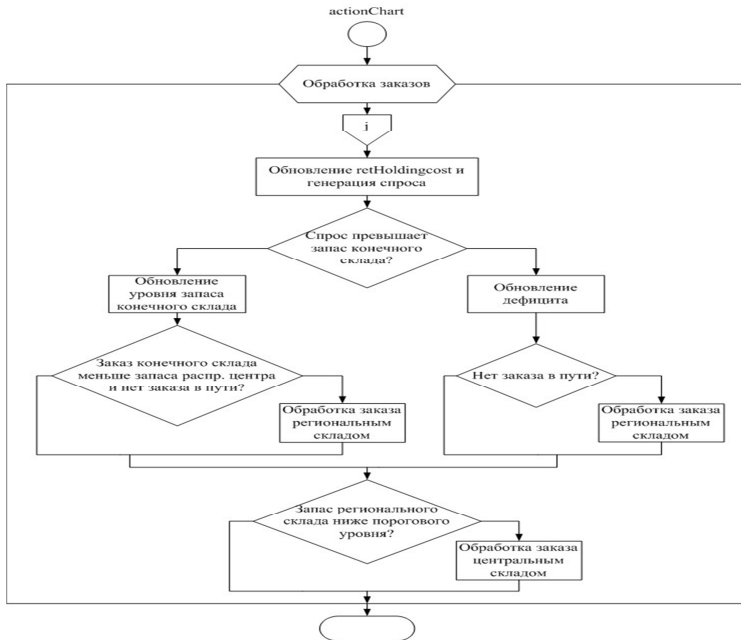 actionChart
Обработка заказов
j
Обновление retHoldingcost и
генерация спроса
Спрос превышает
запас конечного
склада?
Обновление
уровня запаса
конечного склада
Обновление
дефицита
Заказ конечного склада
меньше запаса распр. центра
и нет заказа в пути?
Нет заказа в пути?
Обработка заказа
региональным
складом
Обработка заказа
региональным
складом
Запас регионального
склада ниже порогового
уровня?
Обработка заказа
центральным
складом